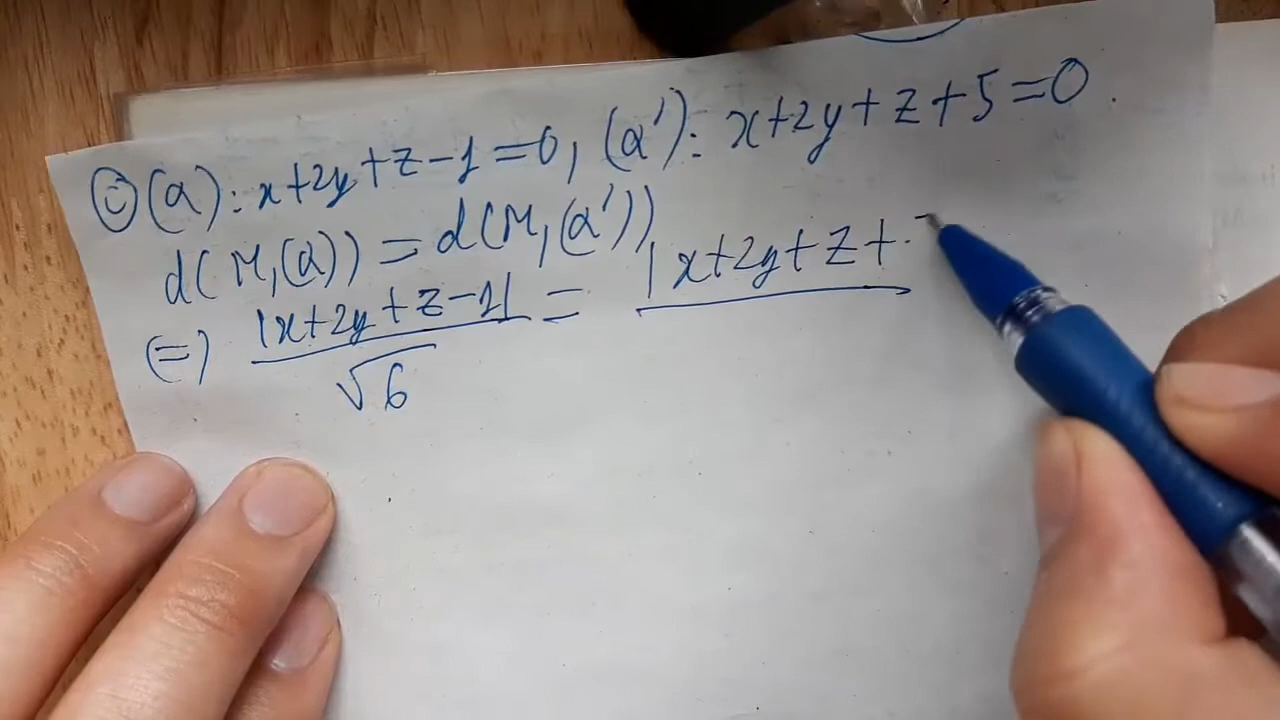 ⓒ (α): x+2y+z-1=0, (α'): x+2y+z+5=0.
d(M,(α)) = d(M,(α'))
(=) |x+2y+z-1| / √6 = |x+2y+z+